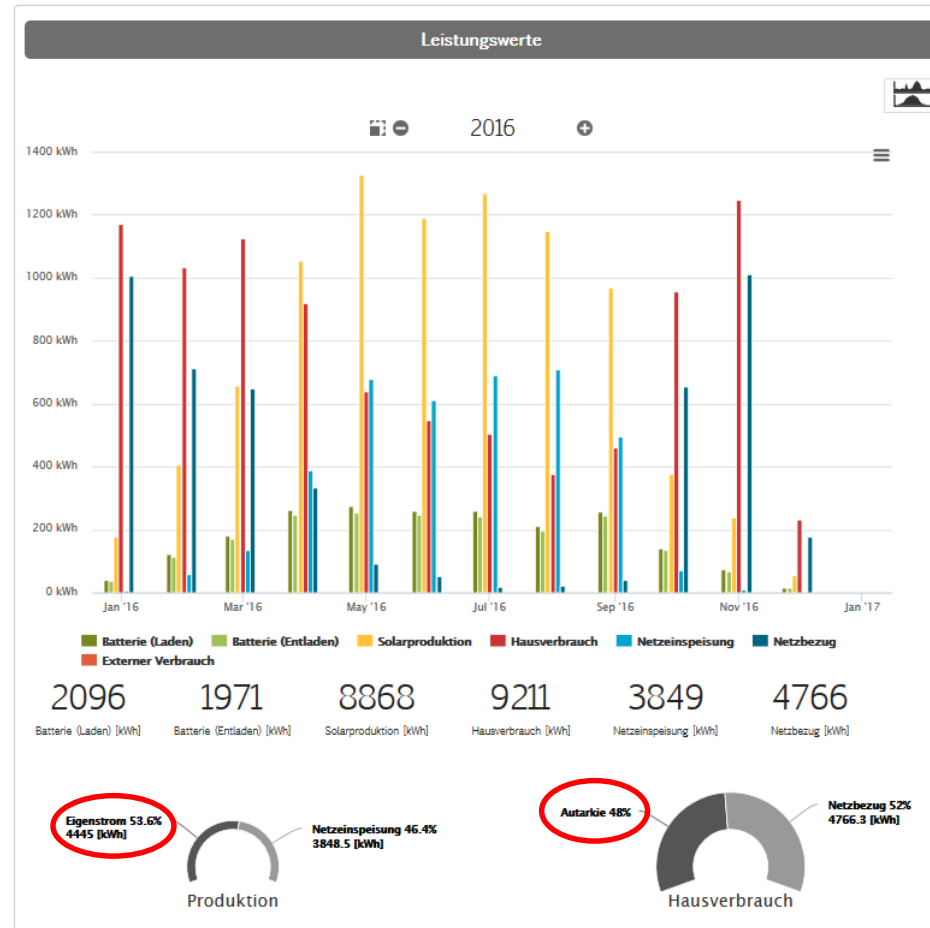 Leistungswerte
2016
1400 kWh
1200 kWh
1000 kWh
800 kWh
600 kWh
400 kWh
200 kWh
0 kWh
Jan '16 Mar '16 May '16 Jul '16 Sep '16 Nov '16 Jan '17
Batterie (Laden) Batterie (Entladen) Solarproduktion Hausverbrauch Netzeinspeisung Netzbezug
Externer Verbrauch
2096 1971 8868 9211 3849 4766
Batterie (Laden) [kWh] Batterie (Entladen) [kWh] Solarproduktion [kWh] Hausverbrauch [kWh] Netzeinspeisung [kWh] Netzbezug [kWh]
Eigenstrom 53.6%
4445 [kWh]
Netzeinspeisung 46.4%
3848.5 [kWh]
Produktion
Autarkie 48%
Netzbezug 52%
4766.3 [kWh]
Hausverbrauch